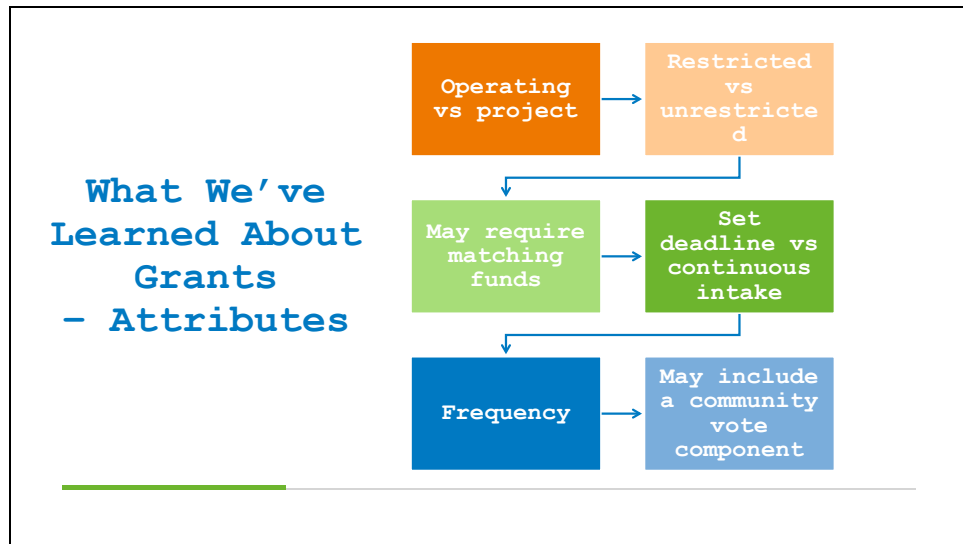 What We’ve
Learned About
Grants
– Attributes
Operating
vs project
Restricted
vs
unrestricte
d
May require
matching
funds
Set
deadline vs
continuous
intake
Frequency
May include
a community
vote
component